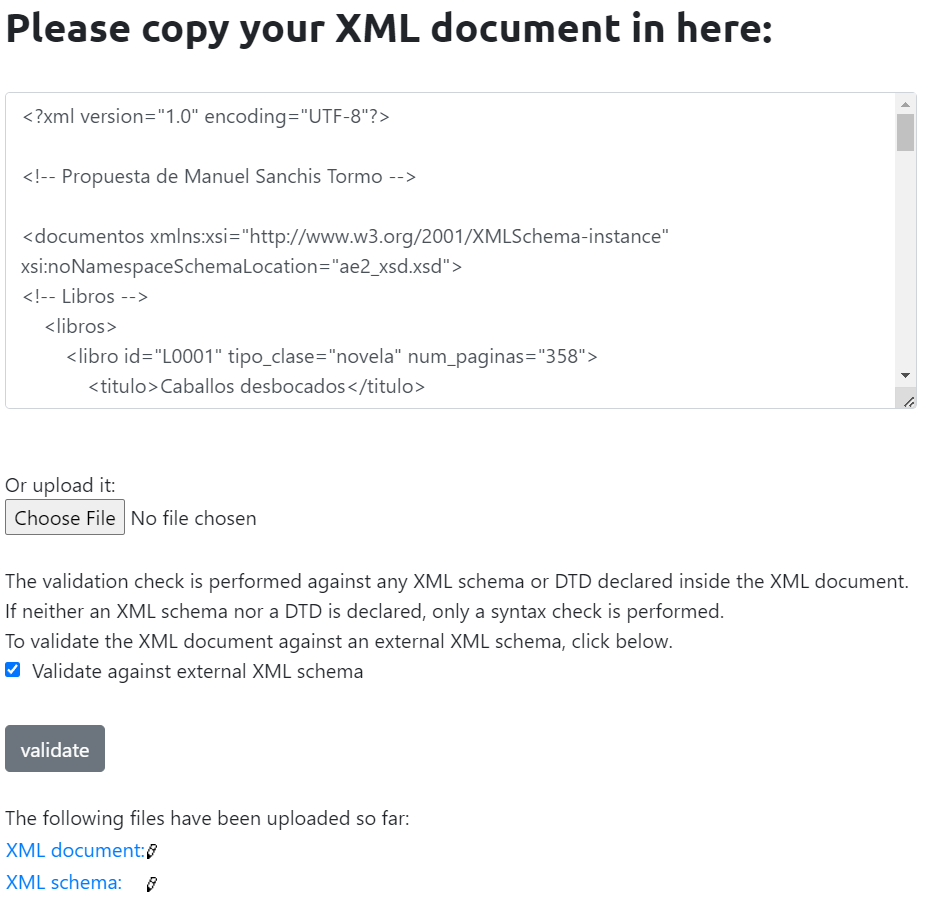 Please copy your XML document in here:
<?xml version="1.0" encoding="UTF-8"?>
<!-- Propuesta de Manuel Sanchis Tormo -->
<documentos xmlns:xsi="http://www.w3.org/2001/XMLSchema-instance"
xsi:noNamespaceSchemaLocation="ae2_xsd.xsd">
<!-- Libros -->
<libros>
<libro id="L0001" tipo_clase="novela" num_paginas="358">
<titulo>Caballos desbocados</titulo>
Or upload it:
Choose File No file chosen
The validation check is performed against any XML schema or DTD declared inside the XML document.
If neither an XML schema nor a DTD is declared, only a syntax check is performed.
To validate the XML document against an external XML schema, click below.
Validate against external XML schema
validate
The following files have been uploaded so far:
XML document:
XML schema: